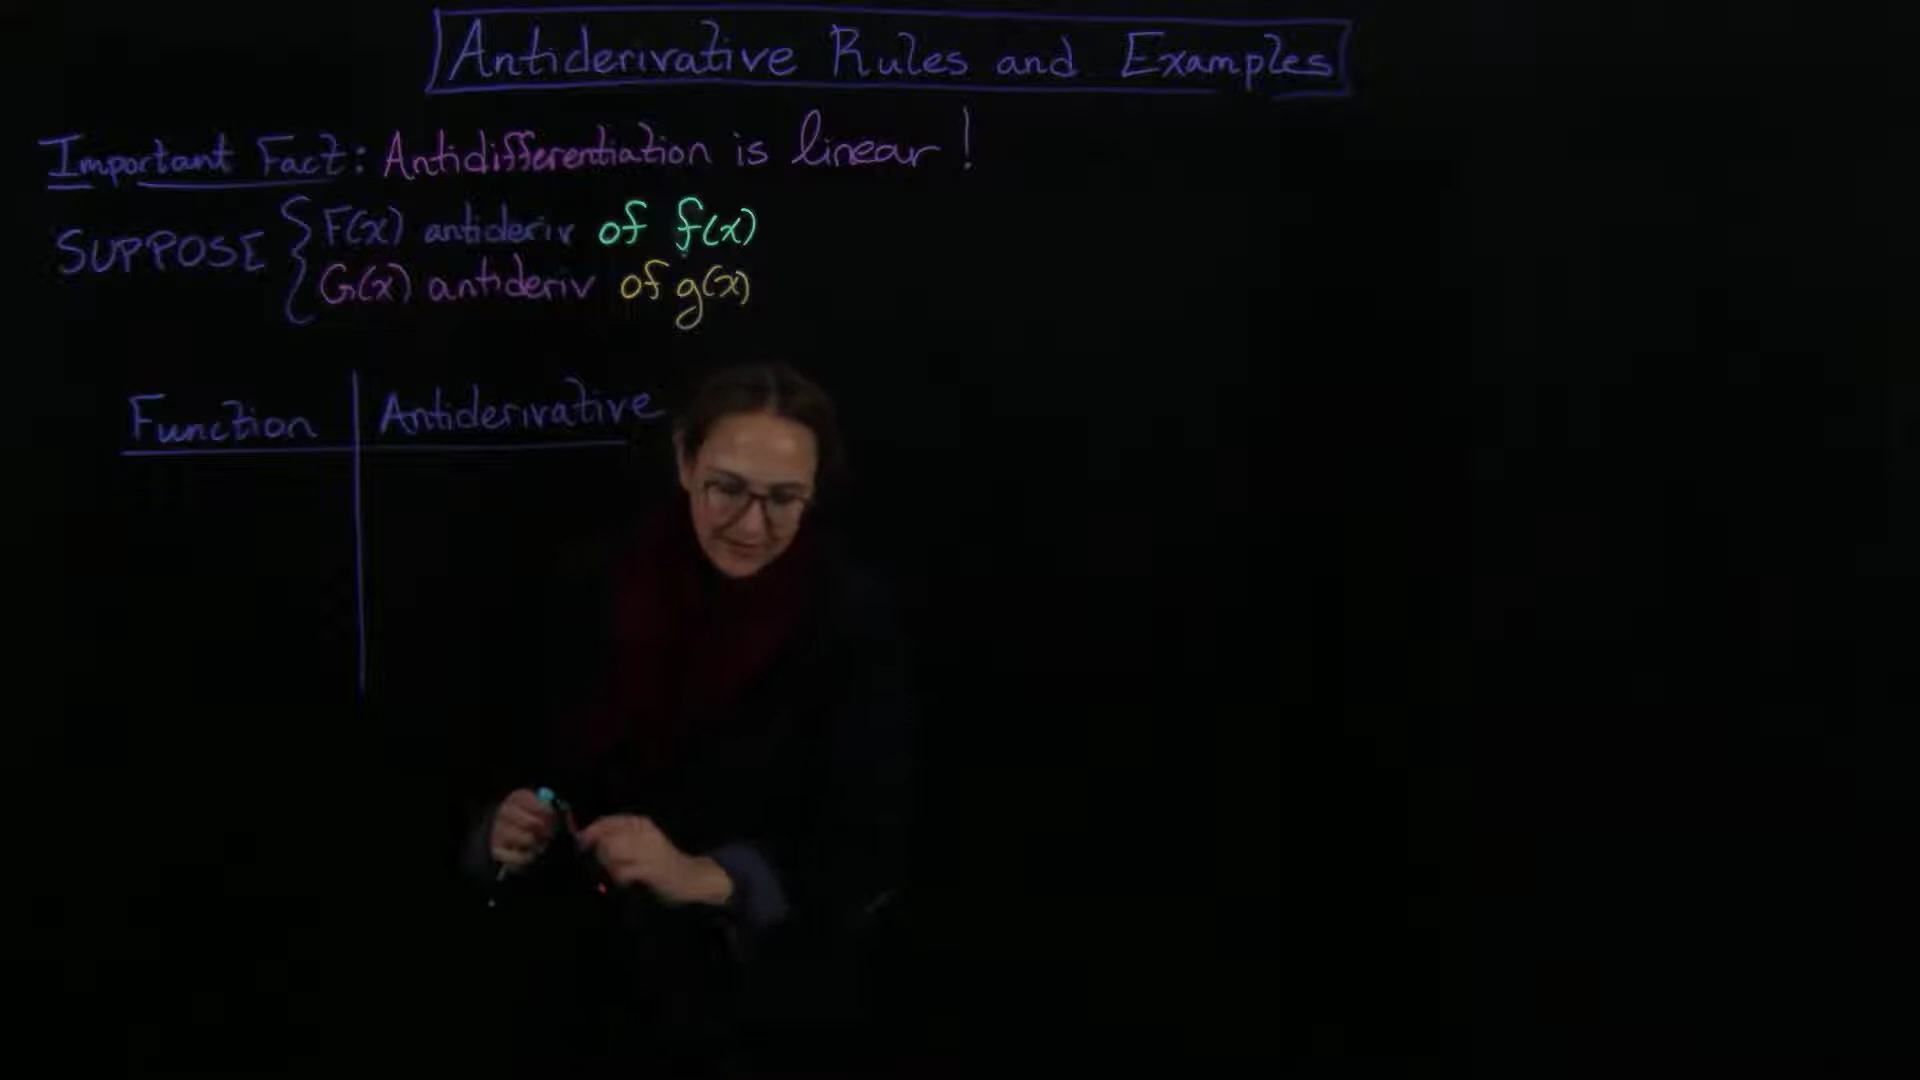 Antiderivative Rules and Examples
Important Fact: Antidifferentiation is linear!
SUPPOSE { F(x) antideriv of f(x)
G(x) antideriv of g(x)
Function | Antiderivative